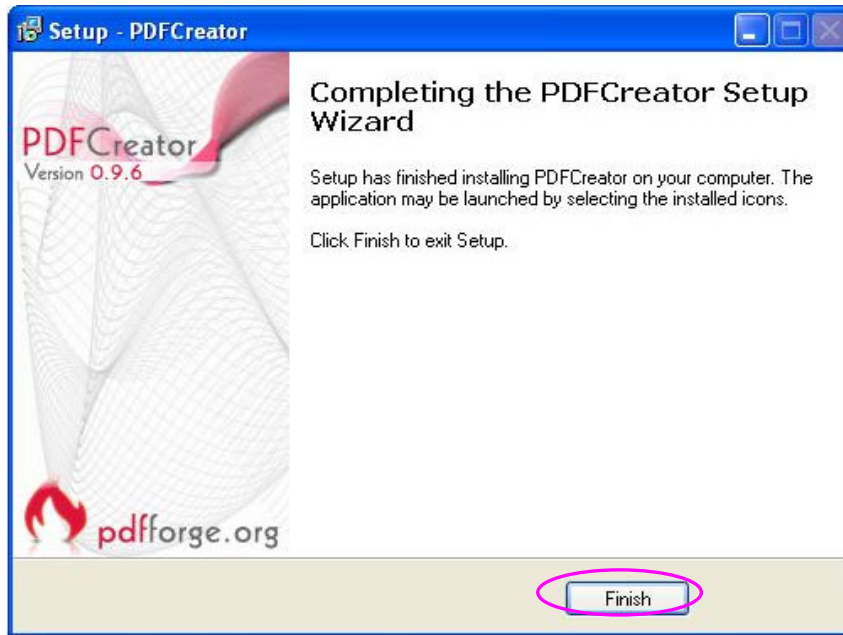 Setup - PDFCreator
PDFCreator
Version 0.9.6
Completing the PDFCreator Setup
Wizard
Setup has finished installing PDFCreator on your computer. The
application may be launched by selecting the installed icons.
Click Finish to exit Setup.
pdfforge.org
Finish